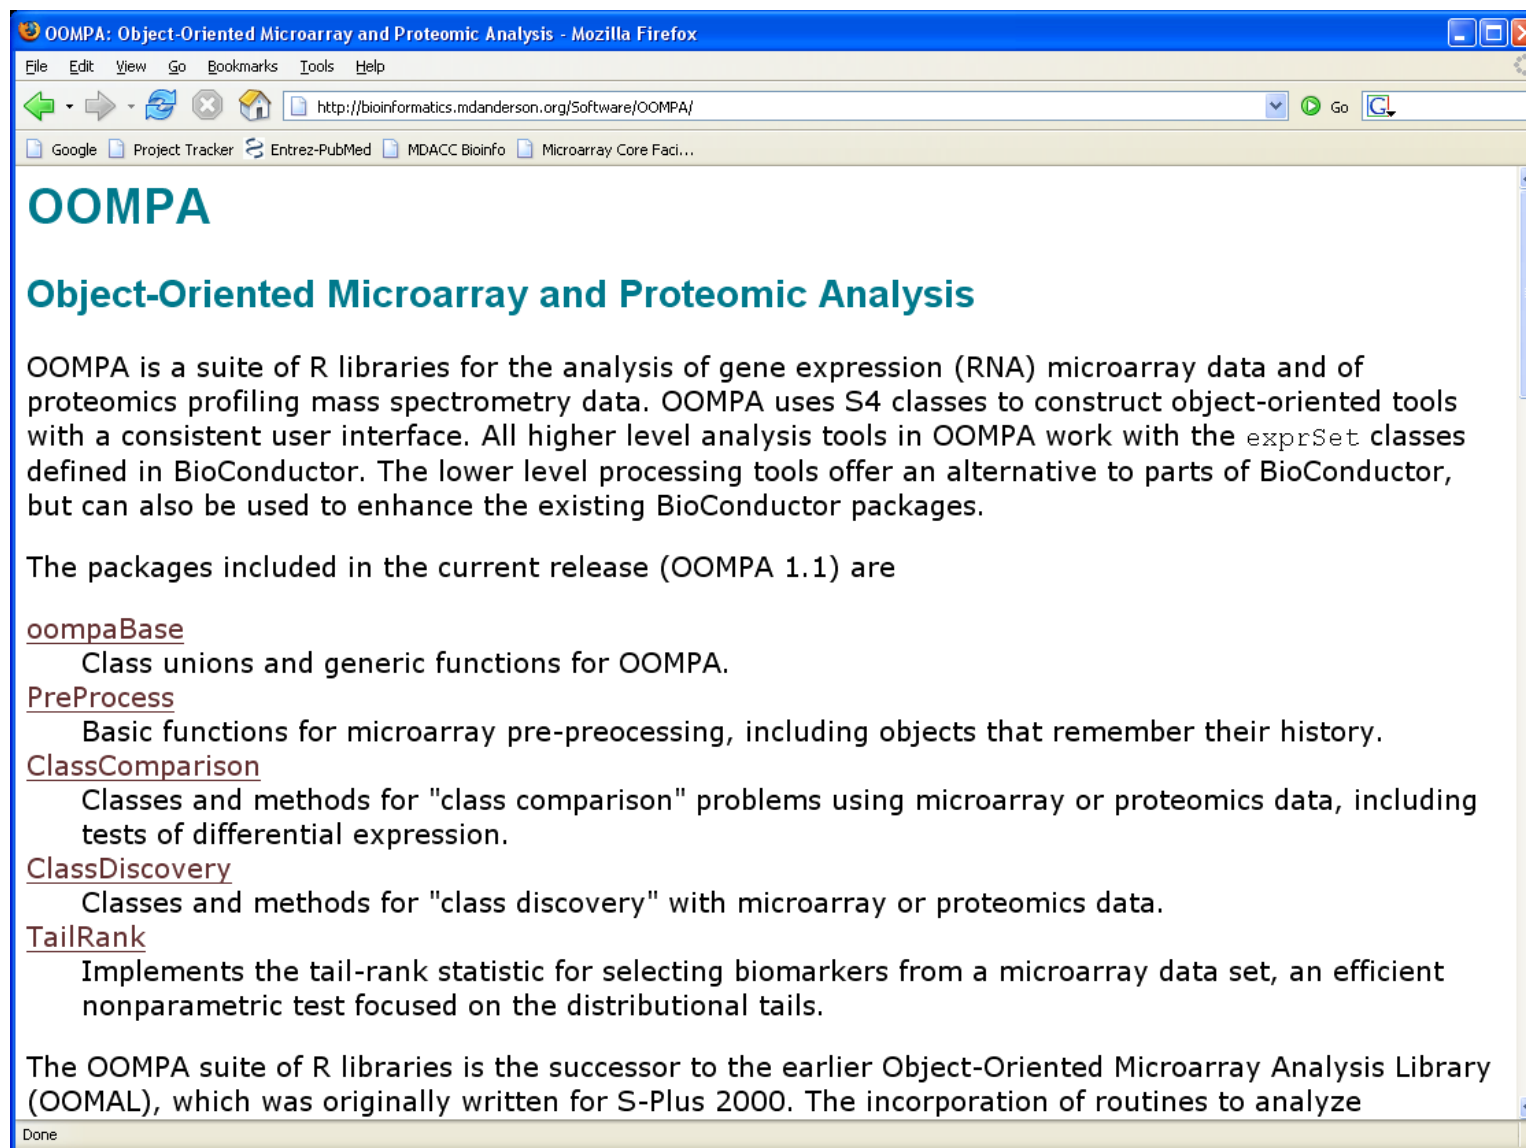 OOMPA: Object-Oriented Microarray and Proteomic Analysis - Mozilla Firefox
File Edit View Go Bookmarks Tools Help
http://bioinformatics.mdanderson.org/Software/OOMPA/ Go G
Google Project Tracker Entrez-PubMed MDACC Bioinfo Microarray Core Faci...
OOMPA
Object-Oriented Microarray and Proteomic Analysis
OOMPA is a suite of R libraries for the analysis of gene expression (RNA) microarray data and of
proteomics profiling mass spectrometry data. OOMPA uses S4 classes to construct object-oriented tools
with a consistent user interface. All higher level analysis tools in OOMPA work with the exprSet classes
defined in BioConductor. The lower level processing tools offer an alternative to parts of BioConductor,
but can also be used to enhance the existing BioConductor packages.
The packages included in the current release (OOMPA 1.1) are
oompaBase
Class unions and generic functions for OOMPA.
PreProcess
Basic functions for microarray pre-preocessing, including objects that remember their history.
ClassComparison
Classes and methods for "class comparison" problems using microarray or proteomics data, including
tests of differential expression.
ClassDiscovery
Classes and methods for "class discovery" with microarray or proteomics data.
TailRank
Implements the tail-rank statistic for selecting biomarkers from a microarray data set, an efficient
nonparametric test focused on the distributional tails.
The OOMPA suite of R libraries is the successor to the earlier Object-Oriented Microarray Analysis Library
(OOMAL), which was originally written for S-Plus 2000. The incorporation of routines to analyze
Done